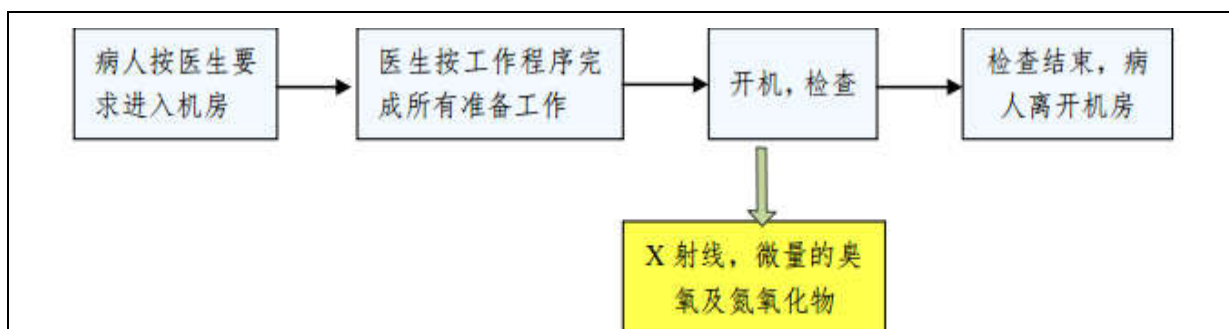 病人按医生要
求进入机房
医生按工作程序完
成所有准备工作
开机，检查
检查结束，病
人离开机房
X 射线，微量的臭
氧及氮氧化物